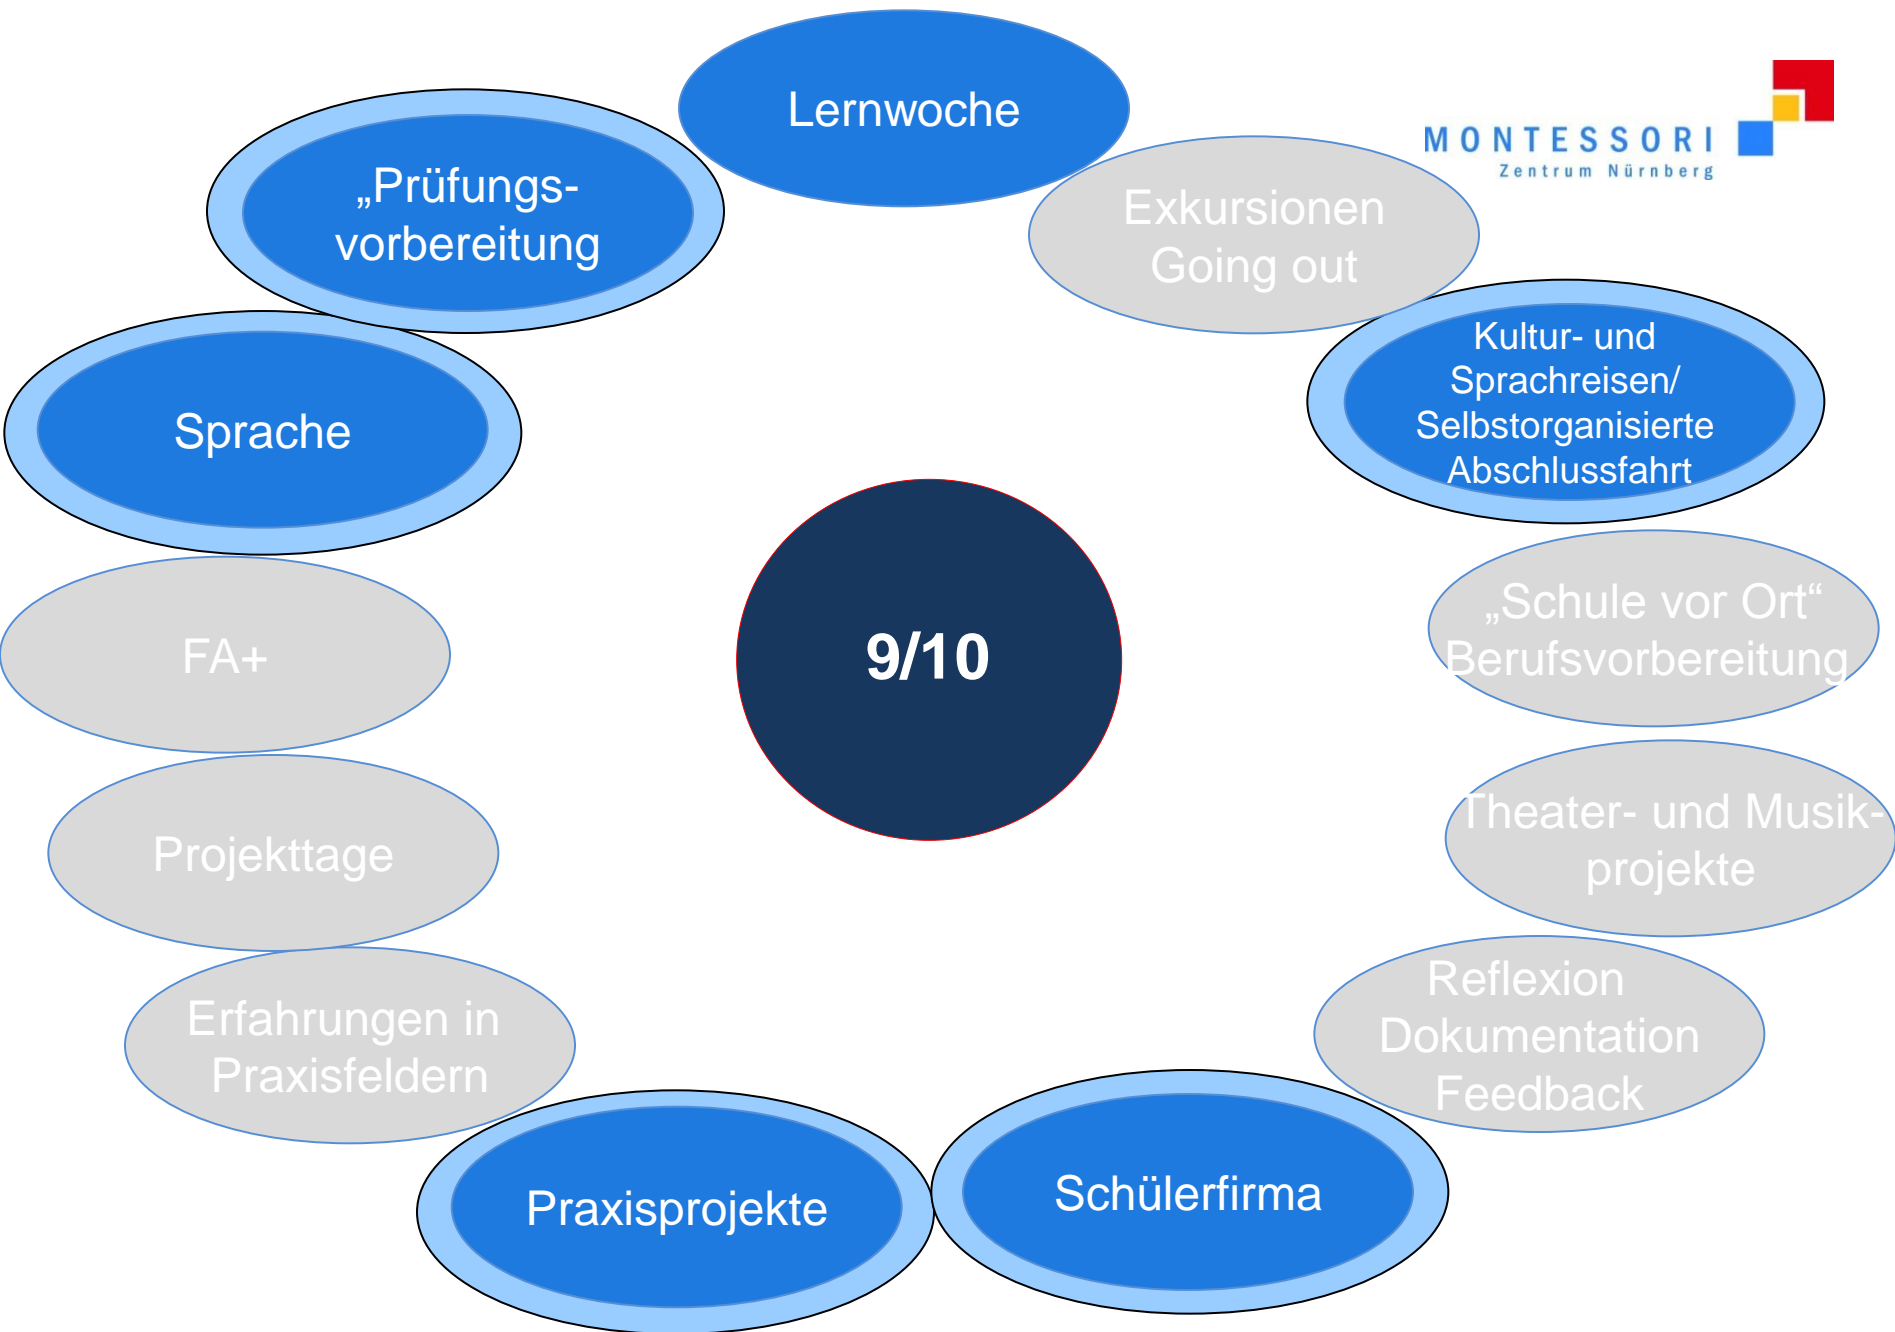 Lernwoche
MONTESSORI
Zentrum Nürnberg
„Prüfungs-
vorbereitung
Exkursionen
Going out
Kultur- und
Sprachreisen/
Selbstorganisierte
Abschlussfahrt
Sprache
„Schule vor Ort“
Berufsvorbereitung
9/10
FA+
Theater- und Musik-
projekte
Projekttage
Reflexion
Dokumentation
Feedback
Erfahrungen in
Praxisfeldern
Schülerfirma
Praxisprojekte